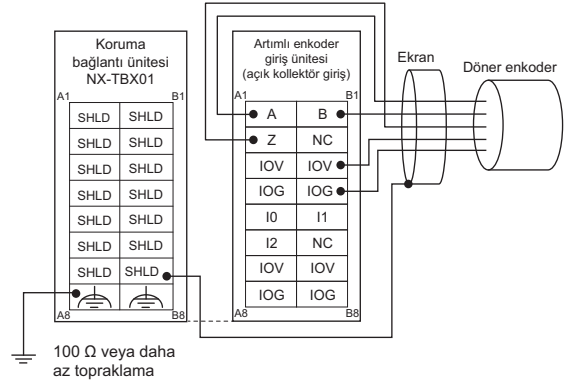 Koruma
bağlantı ünitesi
NX-TBX01
A1 B1
SHLD SHLD
SHLD SHLD
SHLD SHLD
SHLD SHLD
SHLD SHLD
SHLD SHLD
SHLD SHLD
A8 B8
100 Ω veya daha
az topraklama
Artımlı enkoder
giriş ünitesi
(açık kollektör giriş)
A1 B1
A B
Z NC
IOV IOV
IOG IOG
I0 I1
I2 NC
IOV IOV
IOG IOG
A8 B8
Ekran
Döner enkoder